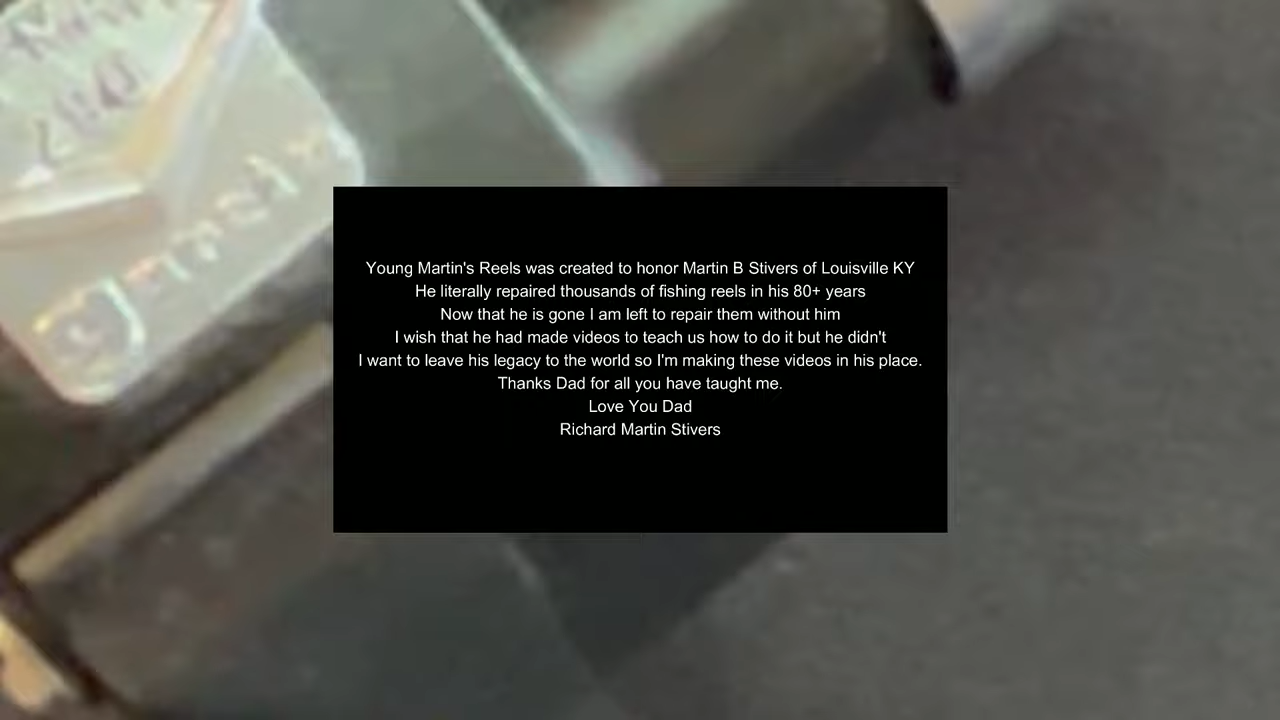 Young Martin's Reels was created to honor Martin B Stivers of Louisville KY
He literally repaired thousands of fishing reels in his 80+ years
Now that he is gone I am left to repair them without him
I wish that he had made videos to teach us how to do it but he didn't
I want to leave his legacy to the world so I'm making these videos in his place.
Thanks Dad for all you have taught me.
Love You Dad
Richard Martin Stivers